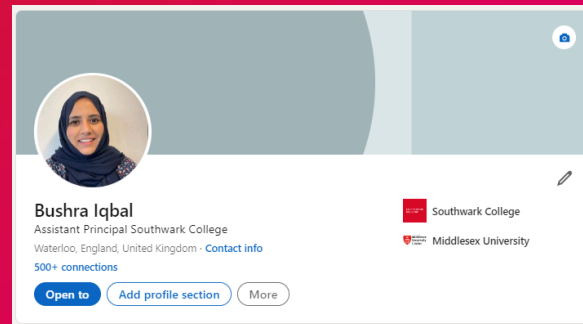 Bushra Iqbal
Assistant Principal Southwark College
Waterloo, England, United Kingdom · Contact info
500+ connections
Open to
Add profile section
More
Southwark College
Middlesex University